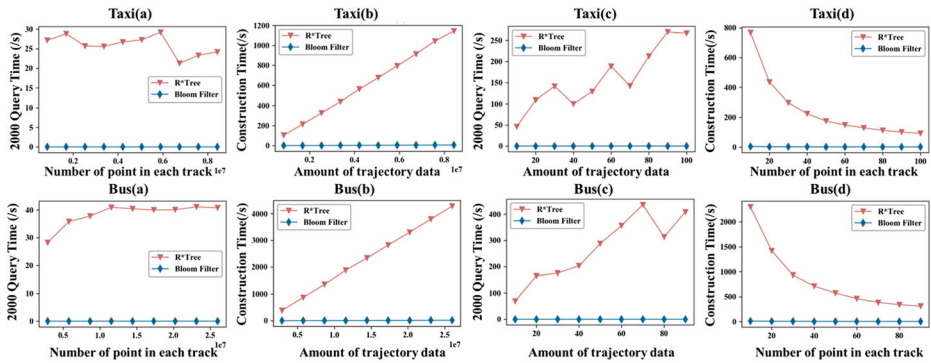 Taxi(a)
2000 Query Time (/s)
30
25
20
15
10
5
0
R*Tree
Bloom Filter
0.2
0.4
0.6
0.8
Number of point in each track 1e7
Taxi(b)
Construction Time(/s)
1200
1000
800
600
400
200
0
R*Tree
Bloom Filter
0.2
0.4
0.6
0.8
Amount of trajectory data 1e7
Taxi(c)
2000 Query Time (/s)
250
200
150
100
50
0
R*Tree
Bloom Filter
20
40
60
80
100
Amount of trajectory data
Taxi(d)
Construction Time(/s)
800
600
400
200
0
R*Tree
Bloom Filter
20
40
60
80
100
Number of point in each track
Bus(a)
2000 Query Time (/s)
40
30
20
10
0
R*Tree
Bloom Filter
0.5
1.0
1.5
2.0
2.5
1e7
Number of point in each track
Bus(b)
Construction Time(/s)
4000
3000
2000
1000
0
R*Tree
Bloom Filter
0.5
1.0
1.5
2.0
2.5
1e7
Amount of trajectory data
Bus(c)
2000 Query Time (/s)
400
300
200
100
0
R*Tree
Bloom Filter
20
40
60
80
Amount of trajectory data
Bus(d)
Construction Time(/s)
2000
1500
1000
500
0
R*Tree
Bloom Filter
20
40
60
80
Number of point in each track